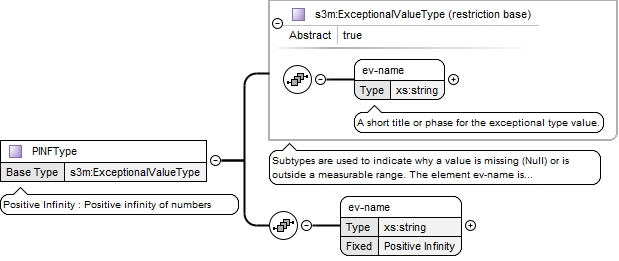 s3m:ExceptionalValueType (restriction base)
Abstract true
ev-name
Type xs:string
A short title or phase for the exceptional type value.
PINFType
Base Type s3m:ExceptionalValueType
Positive Infinity : Positive infinity of numbers
Subtypes are used to indicate why a value is missing (Null) or is
outside a measurable range. The element ev-name is...
ev-name
Type xs:string
Fixed Positive Infinity